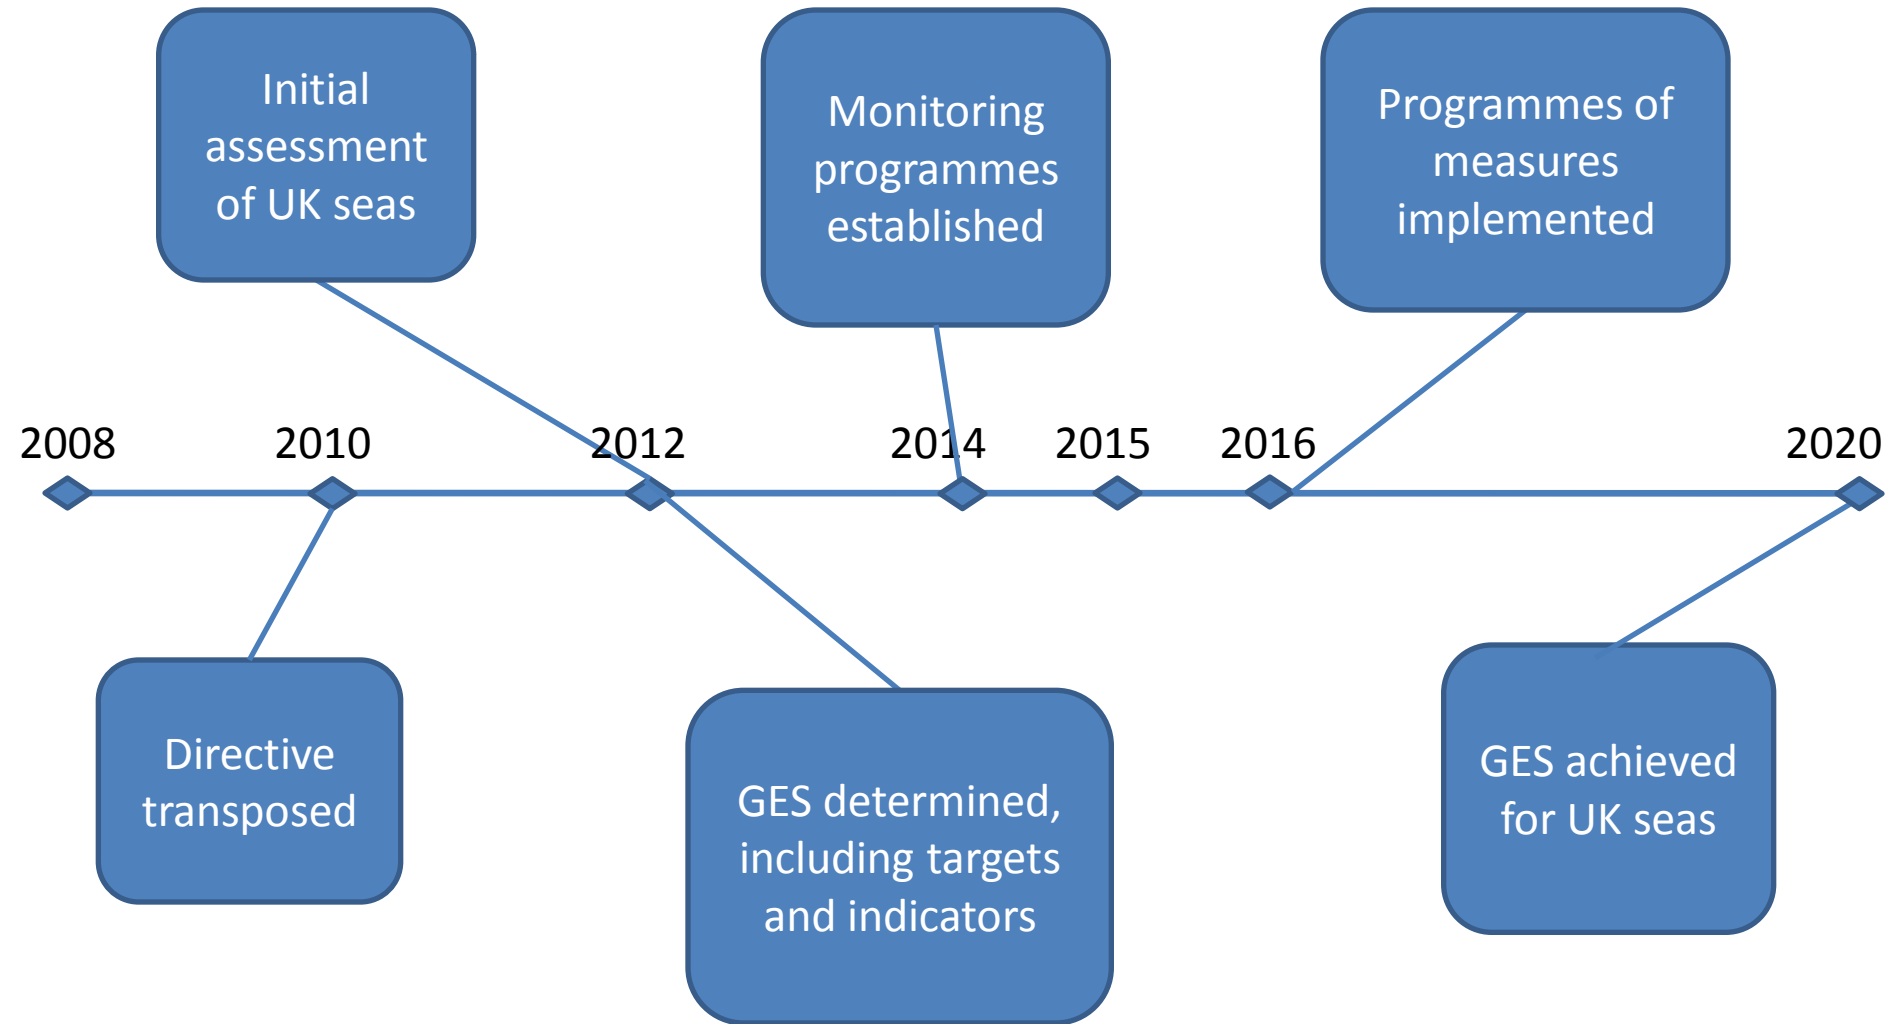 Initial
assessment
of UK seas
Monitoring
programmes
established
Programmes of
measures
implemented
2008
2010
2012
2014
2015
2016
2020
Directive
transposed
GES determined,
including targets
and indicators
GES achieved
for UK seas